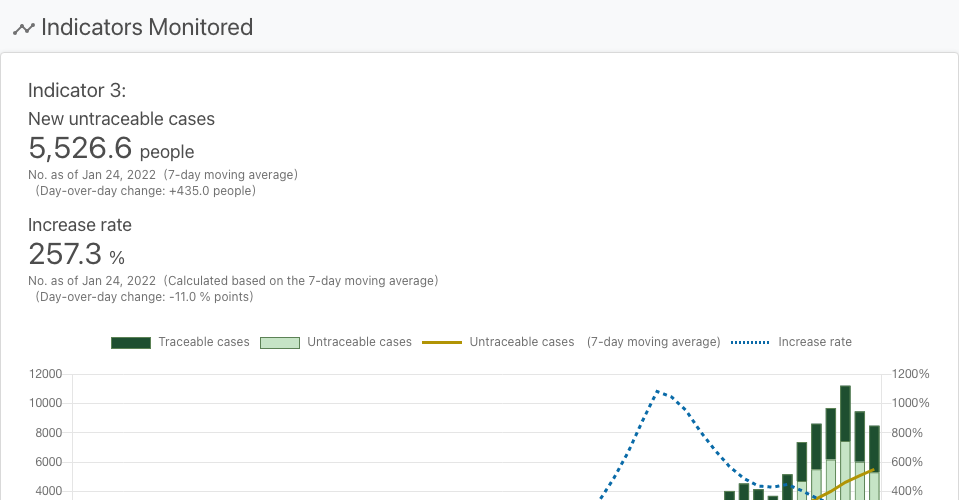 Indicators Monitored
Indicator 3:
New untraceable cases
5,526.6 people
No. as of Jan 24, 2022 (7-day moving average)
(Day-over-day change: +435.0 people)
Increase rate
257.3 %
No. as of Jan 24, 2022 (Calculated based on the 7-day moving average)
(Day-over-day change: -11.0 % points)
Traceable cases Untraceable cases Untraceable cases (7-day moving average) Increase rate
12000 1200%
10000 1000%
8000 800%
6000 600%
4000 400%